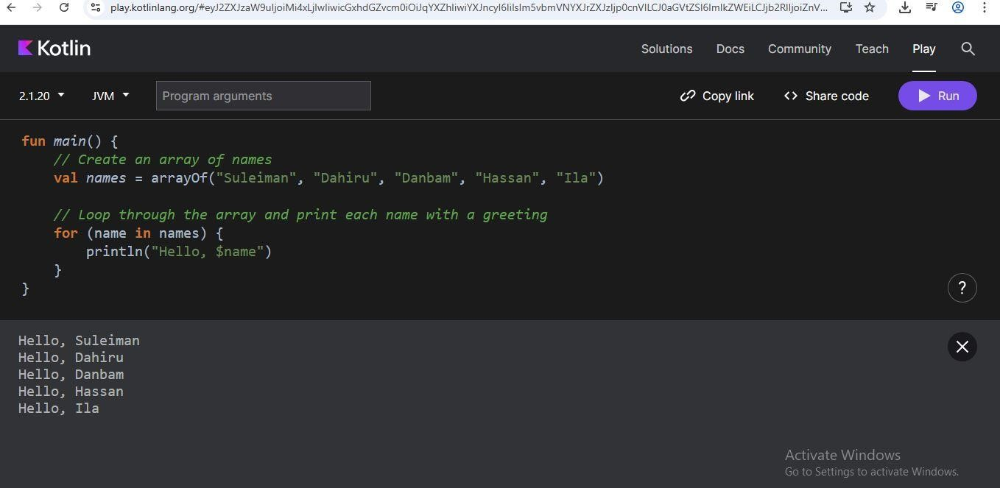 play.kotlinlang.org/#
Kotlin
Solutions Docs Community Teach Play
2.1.20 JVM Program arguments Copy link Share code Run
fun main() {
    // Create an array of names
    val names = arrayOf("Suleiman", "Dahiru", "Danbam", "Hassan", "Ila")
    // Loop through the array and print each name with a greeting
    for (name in names) {
        println("Hello, $name")
    }
}
?
Hello, Suleiman
Hello, Dahiru
Hello, Danbam
Hello, Hassan
Hello, Ila
Activate Windows
Go to Settings to activate Windows.